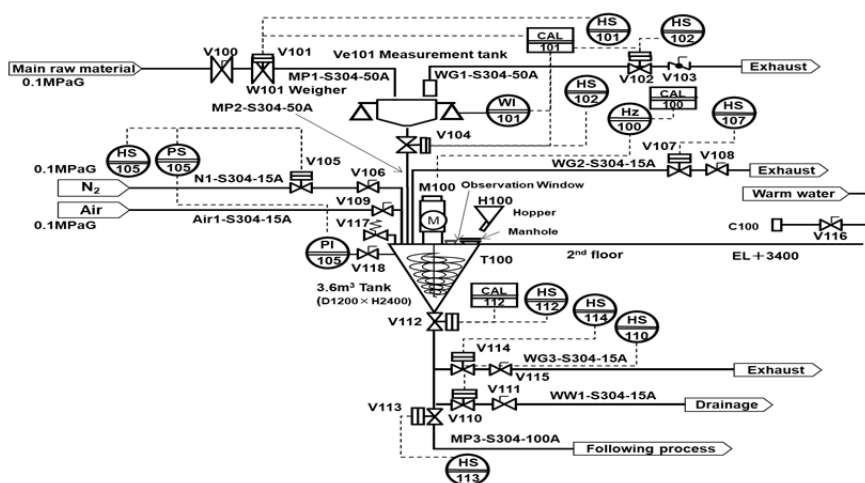 HS
101
HS
102
CAL
101
V100
V101
Ve101 Measurement tank
Main raw material
0.1MPaG
MP1-S304-50A
W101 Weigher
WG1-S304-50A
V102
V103
Exhaust
MP2-S304-50A
WI
101
HS
102
Hz
100
CAL
100
HS
107
V104
HS
105
PS
105
V105
V107
0.1MPaG
N2
N1-S304-15A
V106
WG2-S304-15A
V108
Exhaust
M100
Observation Window
Warm water
Air
Air1-S304-15A
V109
H100
Hopper
0.1MPaG
V117
M
Manhole
C100
V116
PI
105
V118
T100
2nd floor
EL+3400
3.6m³ Tank
(D1200×H2400)
CAL
112
HS
112
HS
114
HS
110
V112
V114
WG3-S304-15A
Exhaust
V115
V111
WW1-S304-15A
Drainage
V113
V110
MP3-S304-100A
Following process
HS
113